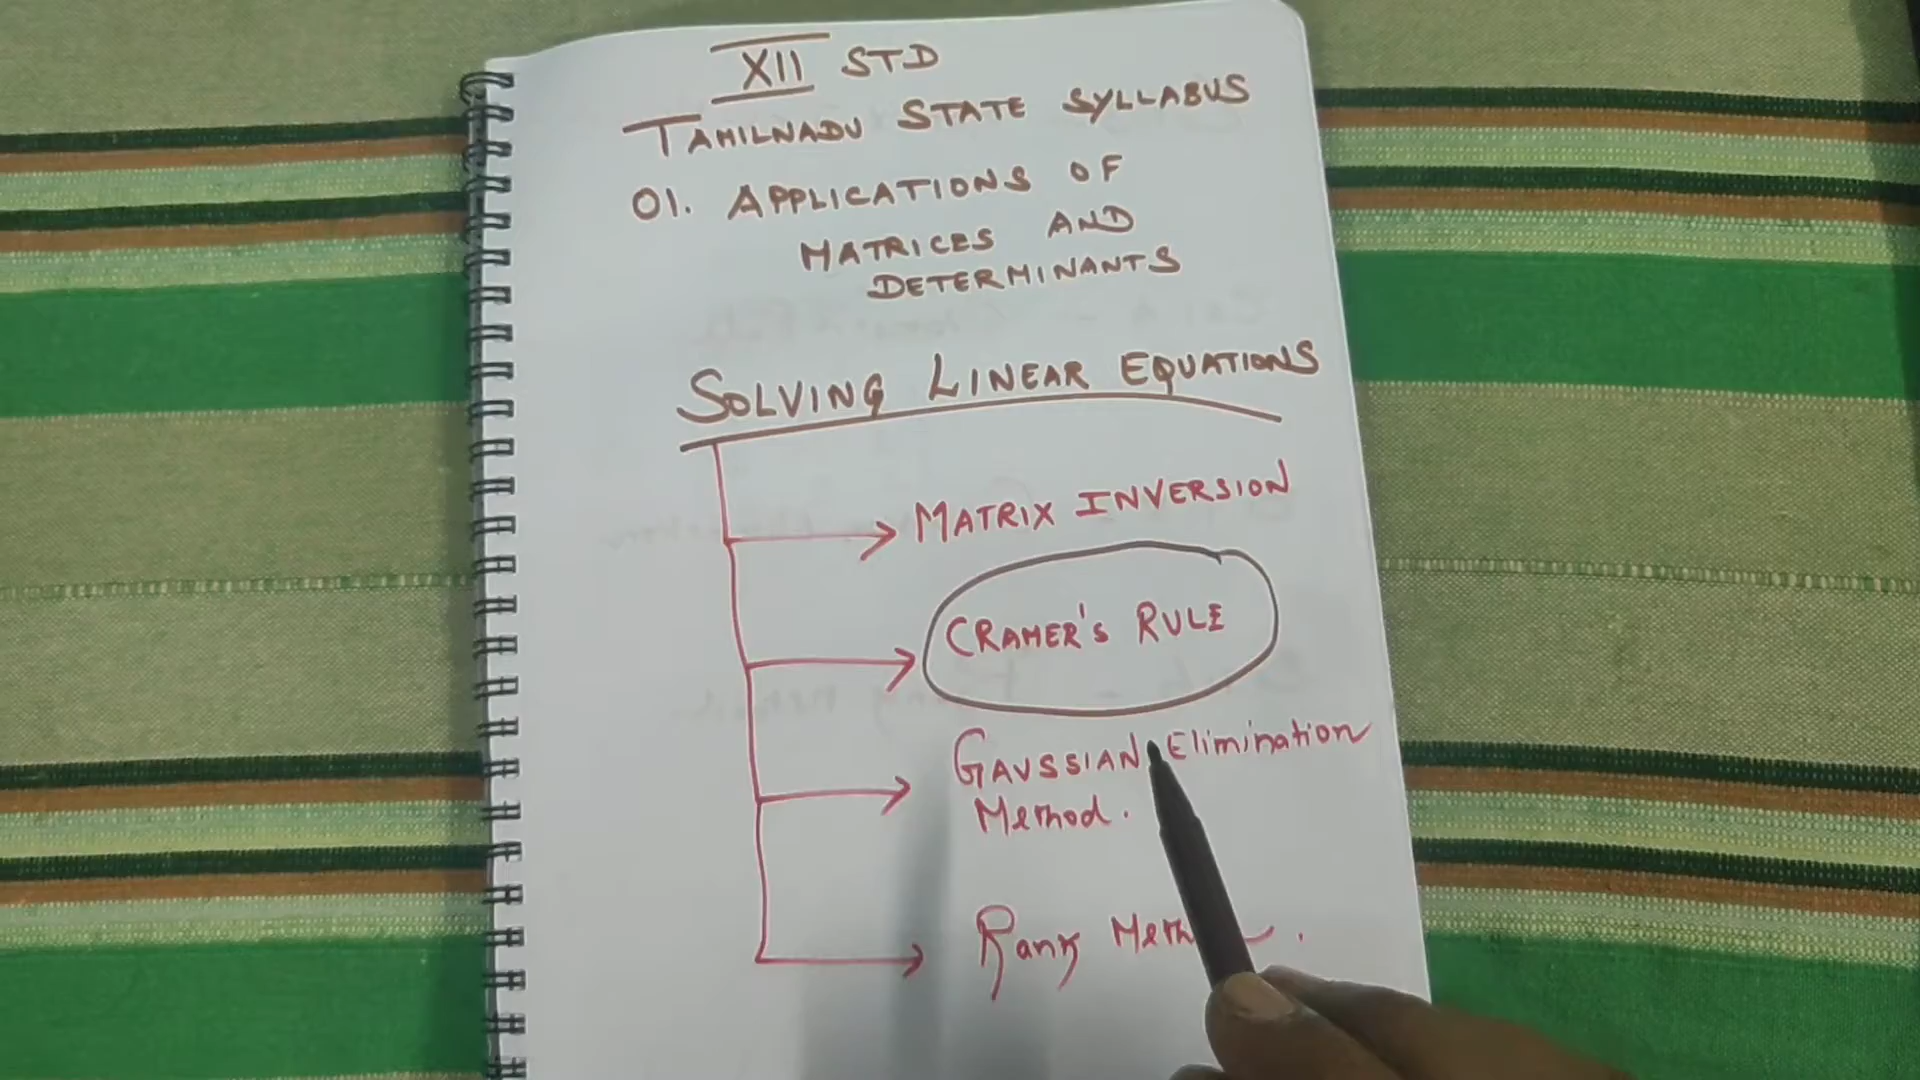 XII STD
TAMILNADU STATE SYLLABUS
01. APPLICATIONS OF
MATRICES AND
DETERMINANTS
SOLVING LINEAR EQUATIONS
MATRIX INVERSION
CRAMER'S RULE
GAUSSIAN Elimination
Method.
Rank